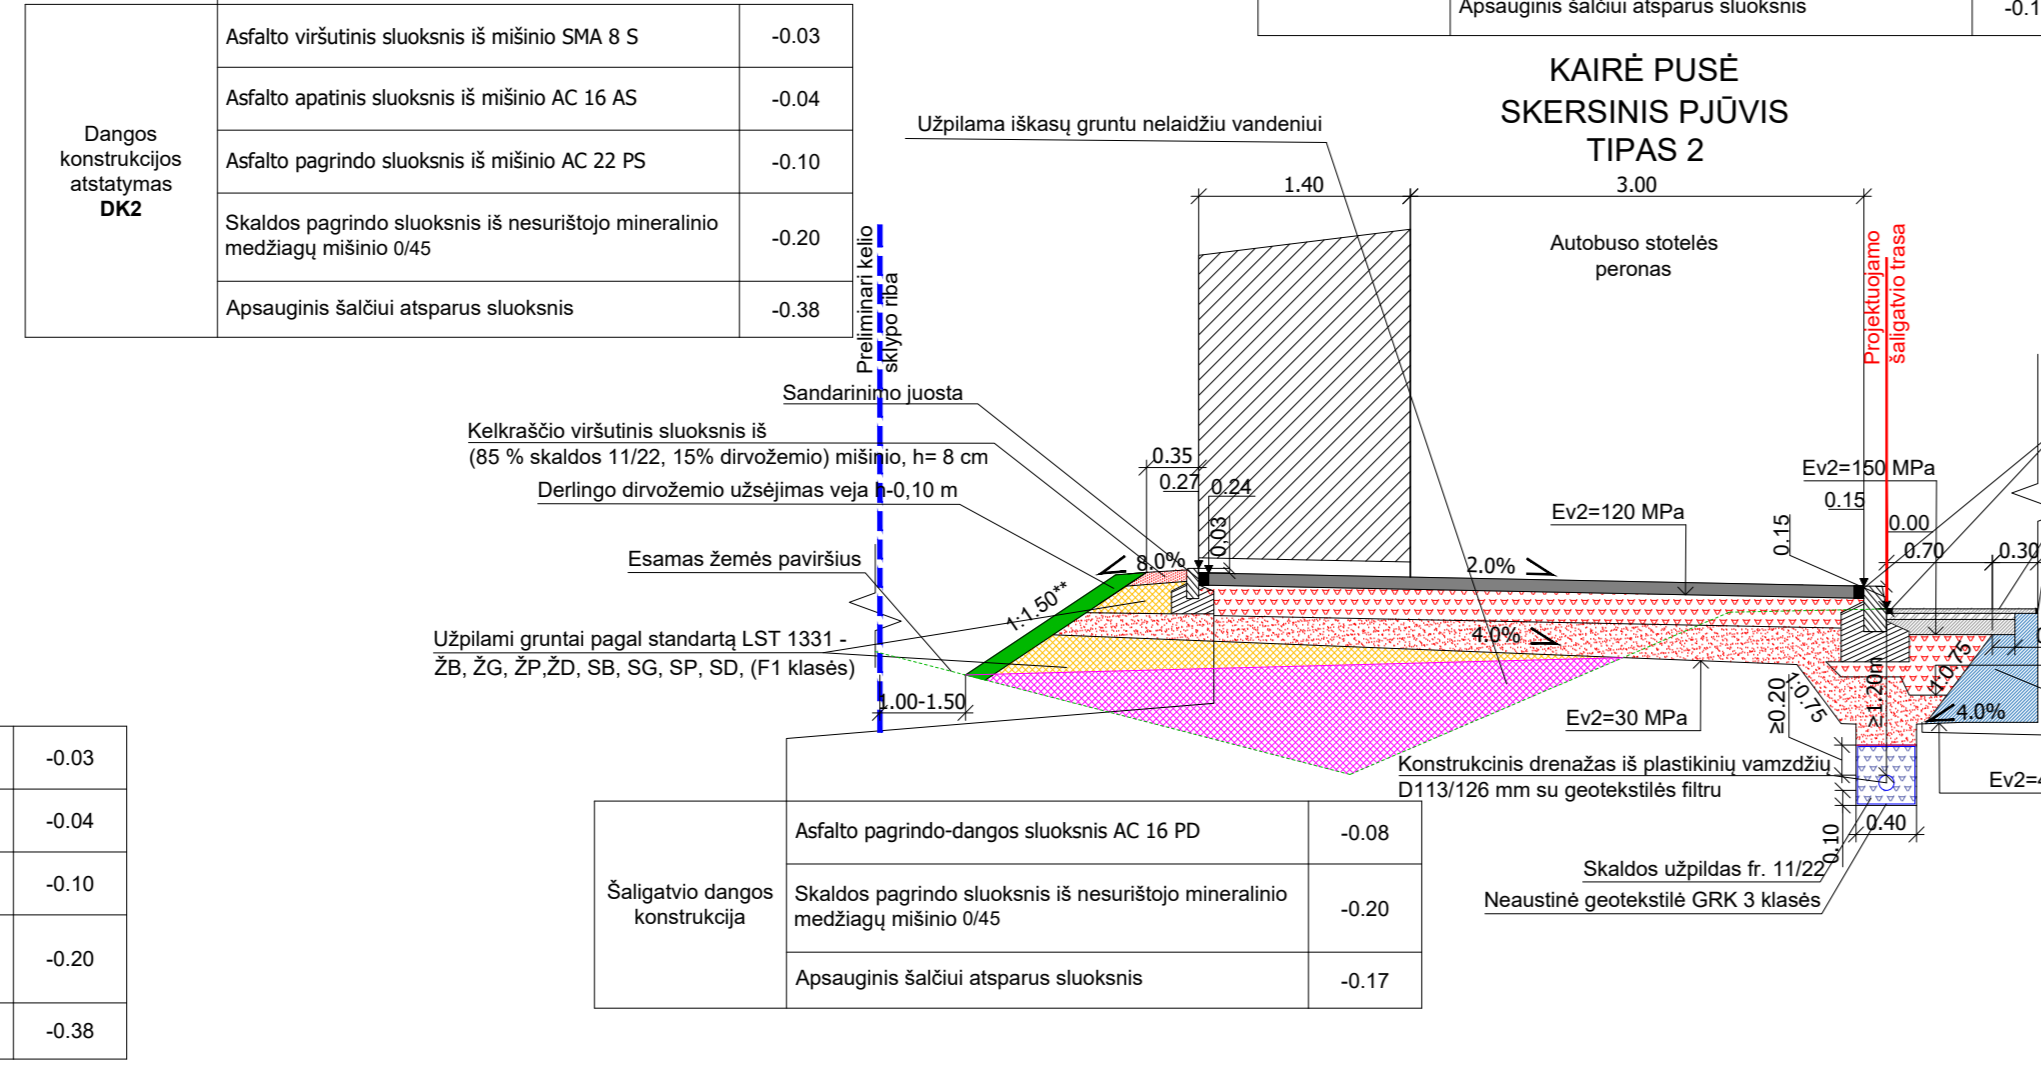 Apsauginis šalčiui atsparus sluoksnis
Dangos
konstrukcijos
atstatymas
DK2
Asfalto viršutinis sluoksnis iš mišinio SMA 8 S
-0.03
Asfalto apatinis sluoksnis iš mišinio AC 16 AS
-0.04
Asfalto pagrindo sluoksnis iš mišinio AC 22 PS
-0.10
Skaldos pagrindo sluoksnis iš nesurištojo mineralinio
medžiagų mišinio 0/45
-0.20
Apsauginis šalčiui atsparus sluoksnis
-0.38
KAIRĖ PUSĖ
SKERSINIS PJŪVIS
TIPAS 2
Užpilama iškasų gruntu nelaidžiu vandeniui
1.40
3.00
Autobuso stotelės
peronas
Preliminari kelio
sklypo riba
Projektuojamo
šaligatvio trasa
Sandarinimo juosta
Kelkraščio viršutinis sluoksnis iš
(85 % skaldos 11/22, 15% dirvožemio) mišinio, h= 8 cm
Derlingo dirvožemio užsėjimas veja h-0,10 m
Esamas žemės paviršius
Užpilami gruntai pagal standartą LST 1331 -
ŽB, ŽG, ŽP,ŽD, SB, SG, SP, SD, (F1 klasės)
0.35
0.27
0.24
0,03
8.0%
1:1.50**
1.00-1.50
Ev2=120 MPa
Ev2=150 MPa
0.15
0.15
0.00
0.70
0.30
2.0%
4.0%
Ev2=30 MPa
≥0.20
1:0.75
≥1.20m
1:0.75
4.0%
Konstrukcinis drenažas iš plastikinių vamzdžių
D113/126 mm su geotekstilės filtru
0.10
0.40
Skaldos užpildas fr. 11/22
Neaustinė geotekstilė GRK 3 klasės
-0.03
-0.04
-0.10
-0.20
-0.38
Šaligatvio dangos
konstrukcija
Asfalto pagrindo-dangos sluoksnis AC 16 PD
-0.08
Skaldos pagrindo sluoksnis iš nesurištojo mineralinio
medžiagų mišinio 0/45
-0.20
Apsauginis šalčiui atsparus sluoksnis
-0.17